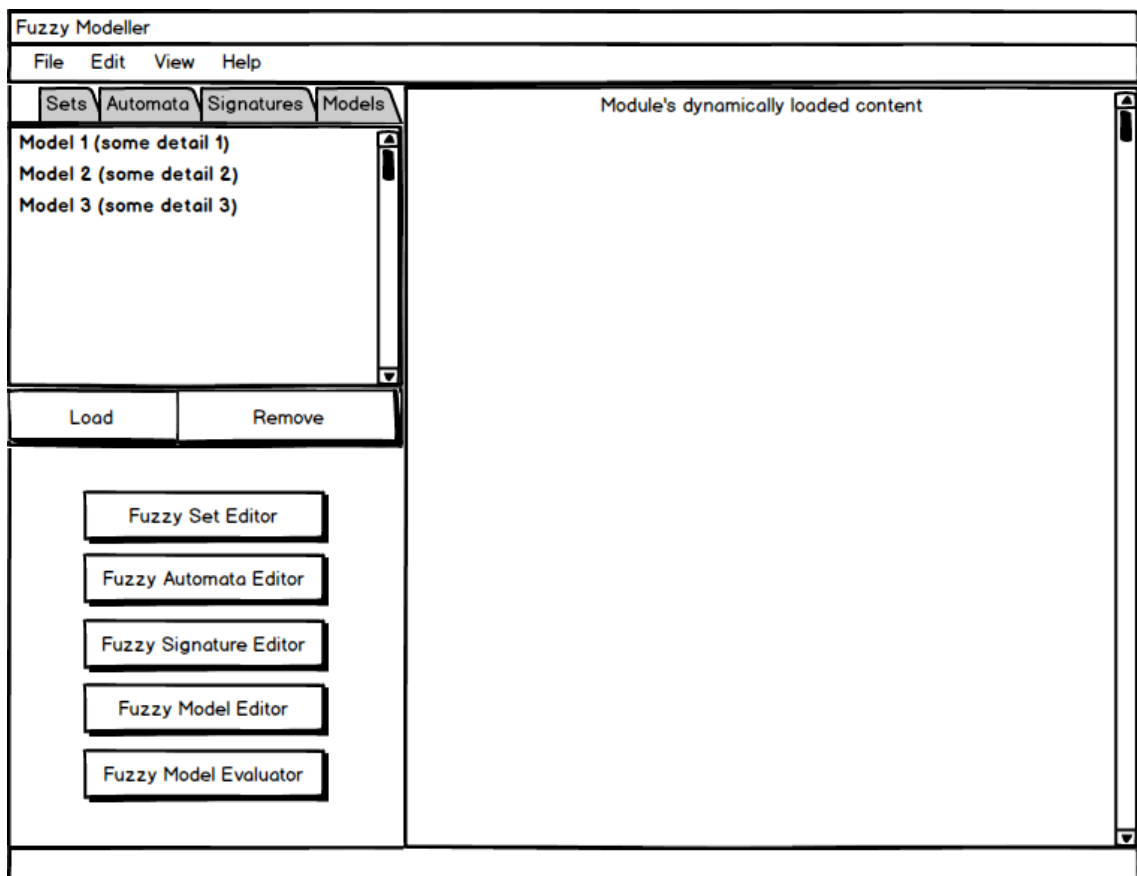 Fuzzy Modeller
File Edit View Help
Sets Automata Signatures Models
Model 1 (some detail 1)
Model 2 (some detail 2)
Model 3 (some detail 3)
Load Remove
Fuzzy Set Editor
Fuzzy Automata Editor
Fuzzy Signature Editor
Fuzzy Model Editor
Fuzzy Model Evaluator
Module's dynamically loaded content